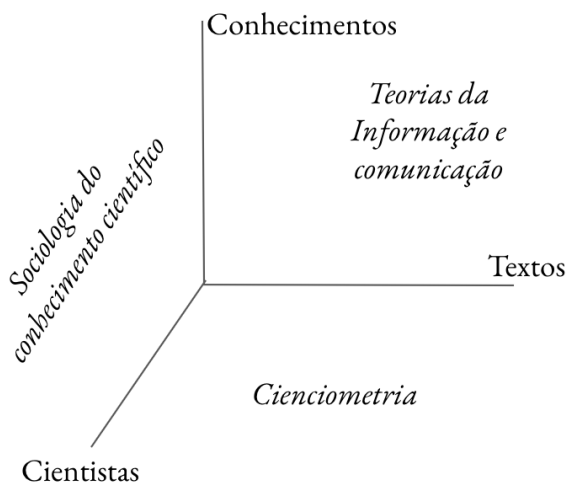 Conhecimentos
Teorias da
Informação e
comunicação
Sociologia do
conhecimento científico
Textos
Cienciometria
Cientistas